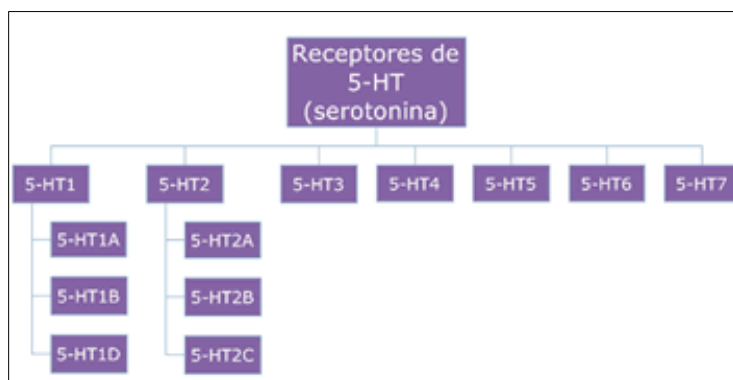 Receptores de
5-HT
(serotonina)
5-HT1
5-HT2
5-HT3
5-HT4
5-HT5
5-HT6
5-HT7
5-HT1A
5-HT2A
5-HT1B
5-HT2B
5-HT1D
5-HT2C